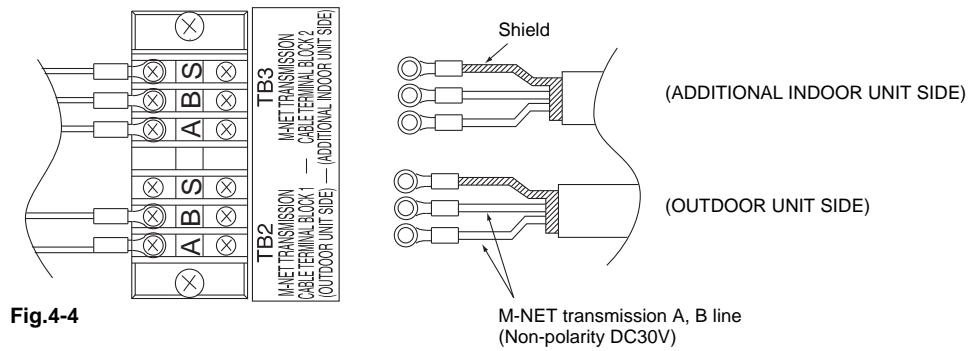 S
B
A
S
B
A
TB3
M-NET TRANSMISSION
CABLE TERMINAL BLOCK 2
(ADDITIONAL INDOOR UNIT SIDE)
—
—
TB2
M-NET TRANSMISSION
CABLE TERMINAL BLOCK 1
(OUTDOOR UNIT SIDE)
Shield
(ADDITIONAL INDOOR UNIT SIDE)
(OUTDOOR UNIT SIDE)
M-NET transmission A, B line
(Non-polarity DC30V)
Fig.4-4